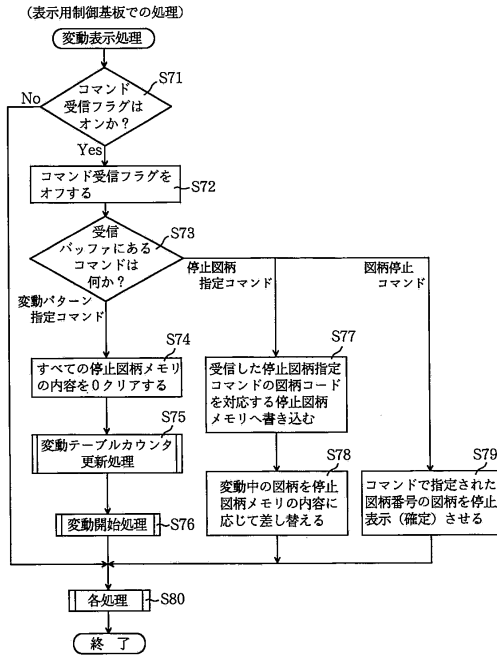 （表示用制御基板での処理）
変動表示処理
S71
コマンド
受信フラグは
オンか？
No
Yes
コマンド受信フラグを
オフする
S72
S73
受信
バッファにある
コマンドは
何か？
停止図柄
指定コマンド
図柄停止
コマンド
変動パターン
指定コマンド
S74
すべての停止図柄メモリ
の内容を0クリアする
S75
変動テーブルカウンタ
更新処理
変動開始処理
S76
S77
受信した停止図柄指定
コマンドの図柄コード
を対応する停止図柄
メモリへ書き込む
S78
変動中の図柄を停止
図柄メモリの内容に
応じて差し替える
S79
コマンドで指定された
図柄番号の図柄を停止
表示（確定）させる
各処理
S80
終了